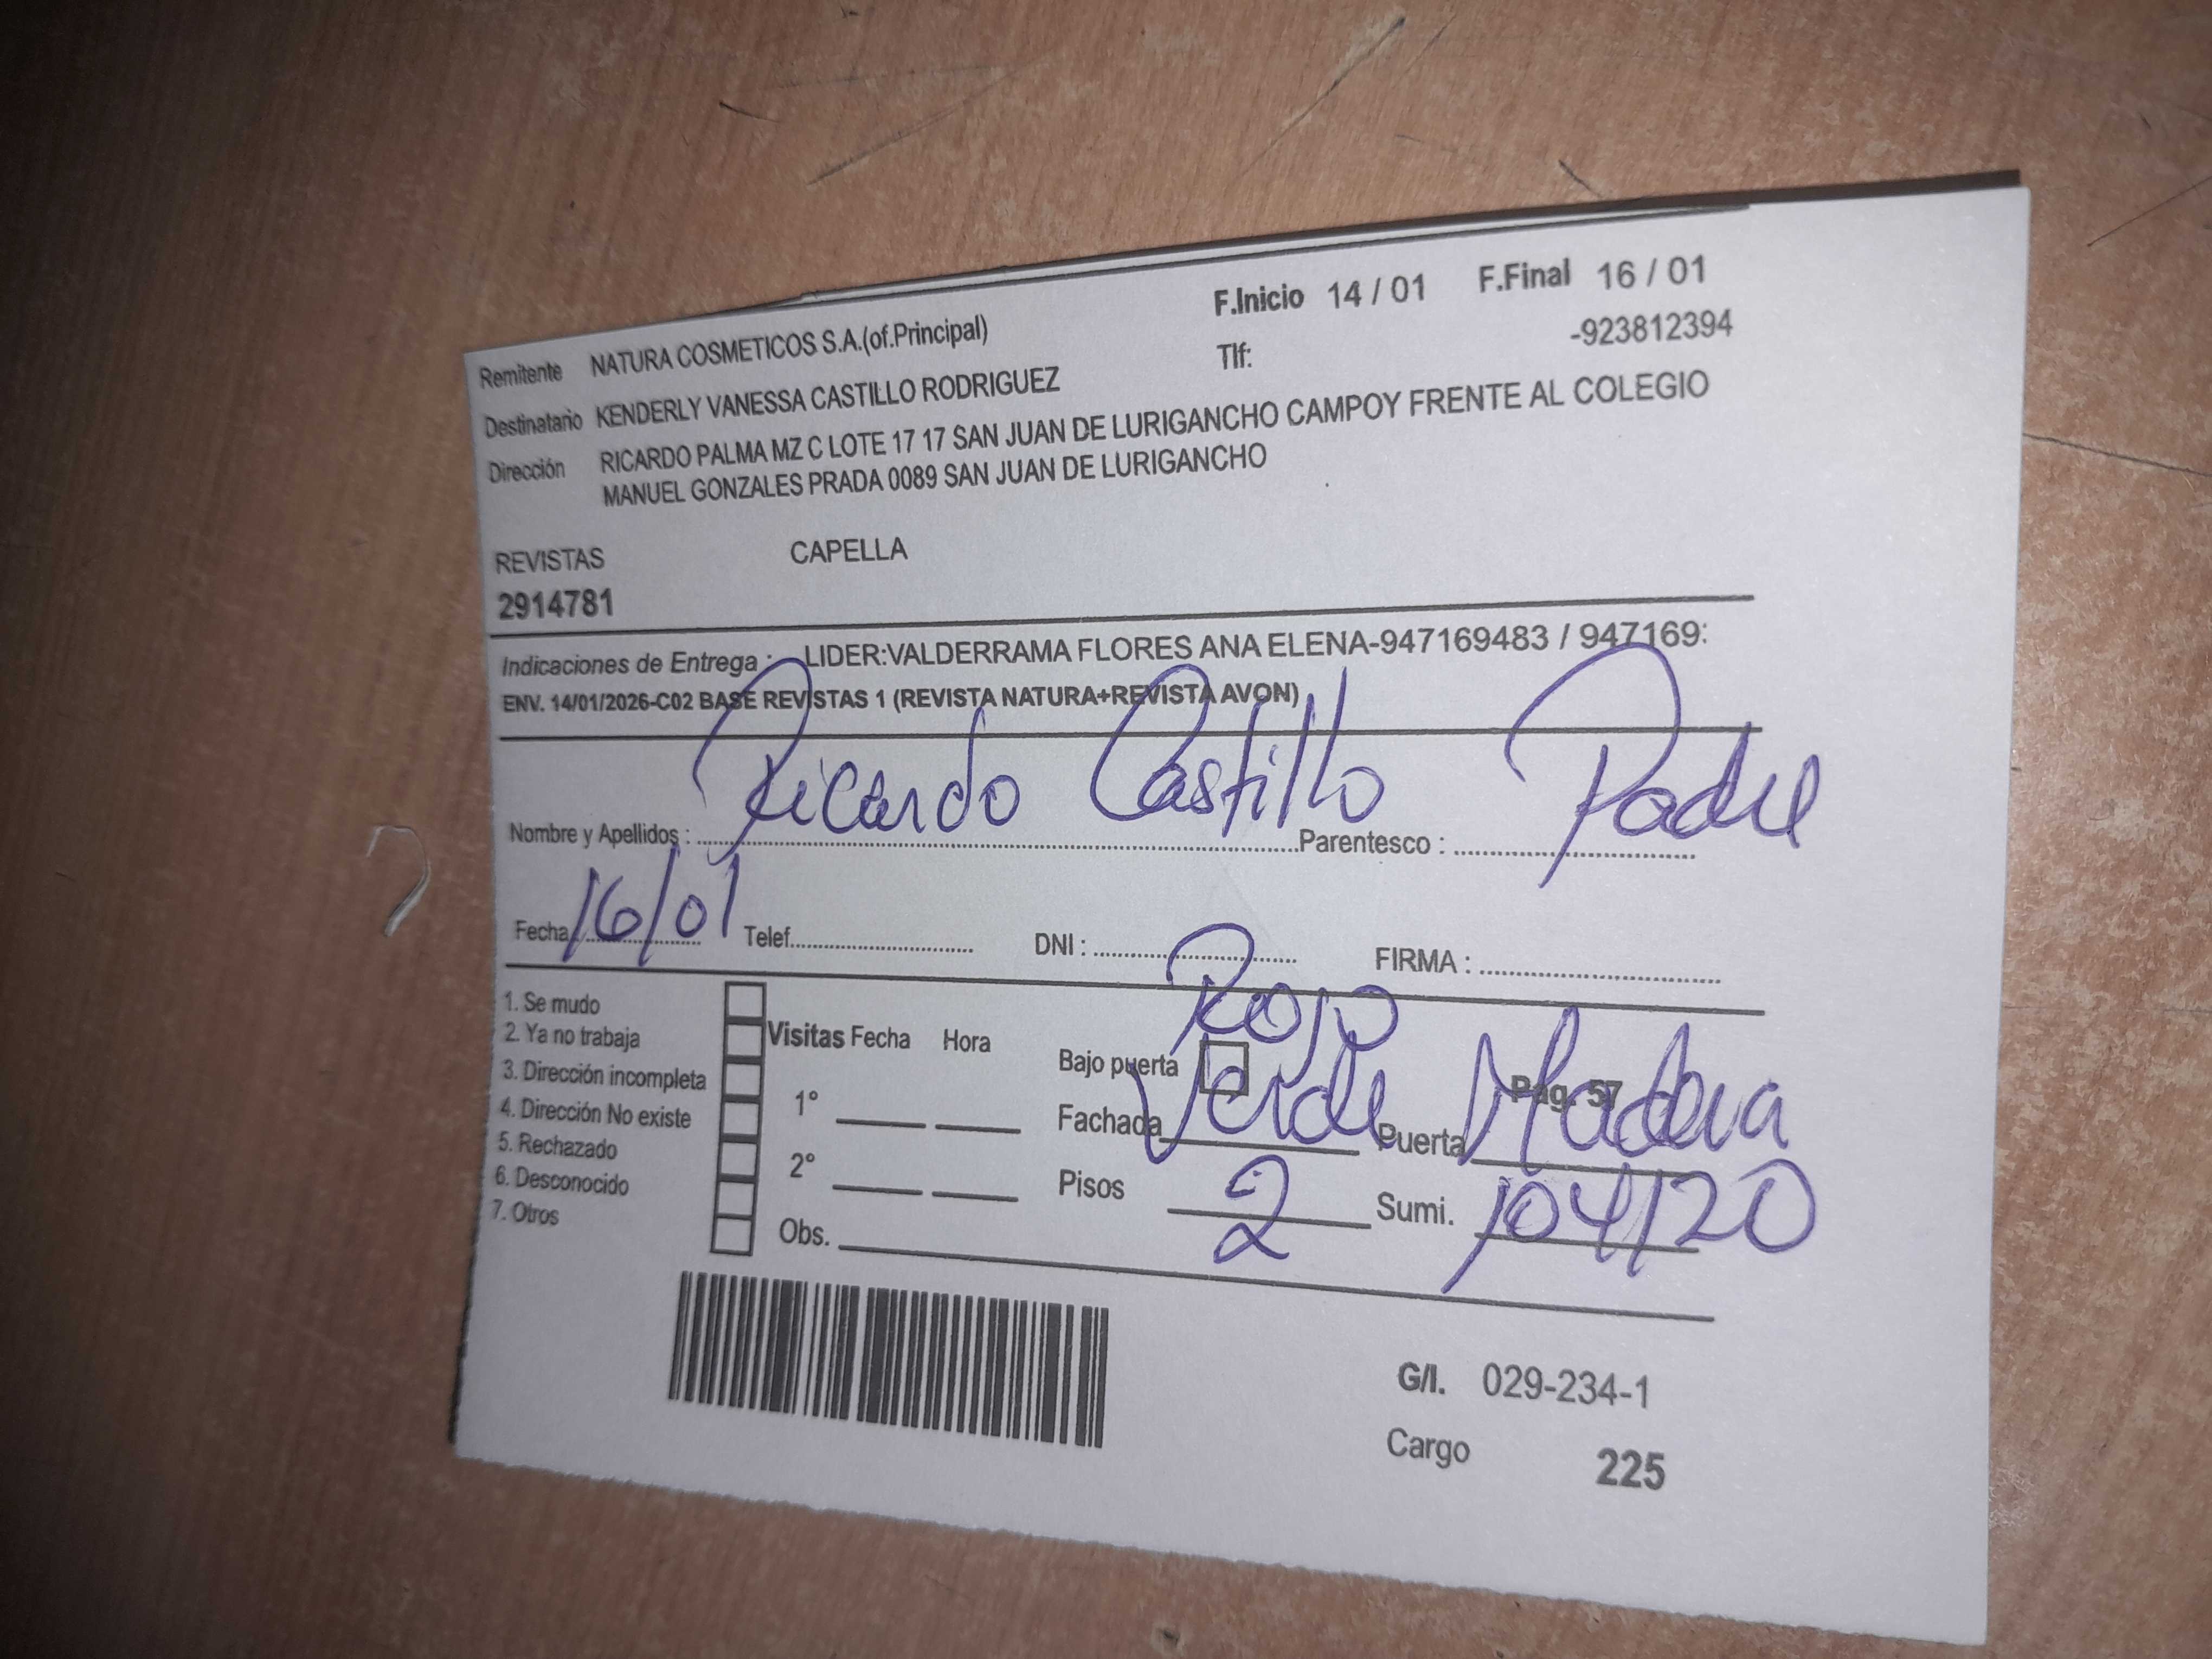 F.Inicio 14 / 01 F.Final 16 / 01
Remitente NATURA COSMETICOS S.A.(of.Principal)
Tlf: -923812394
Destinatario KENDERLY VANESSA CASTILLO RODRIGUEZ
Dirección RICARDO PALMA MZ C LOTE 17 17 SAN JUAN DE LURIGANCHO CAMPOY FRENTE AL COLEGIO
MANUEL GONZALES PRADA 0089 SAN JUAN DE LURIGANCHO
REVISTAS CAPELLA
2914781
Indicaciones de Entrega : LIDER:VALDERRAMA FLORES ANA ELENA-947169483 / 947169:
ENV. 14/01/2026-C02 BASE REVISTAS 1 (REVISTA NATURA+REVISTA AVON)
Nombre y Apellidos : Ricardo Castillo Parentesco : Padre
Fecha 16/01 Telef. DNI : FIRMA :
1. Se mudo
2. Ya no trabaja
3. Dirección incompleta
4. Dirección No existe
5. Rechazado
6. Desconocido
7. Otros
Visitas Fecha Hora
1°
2°
Obs.
Rojo
Bajo puerta Pag. 57
Fachada Verde Puerta Madera
Pisos 2 Sumi. 104120
G/I. 029-234-1
Cargo 225